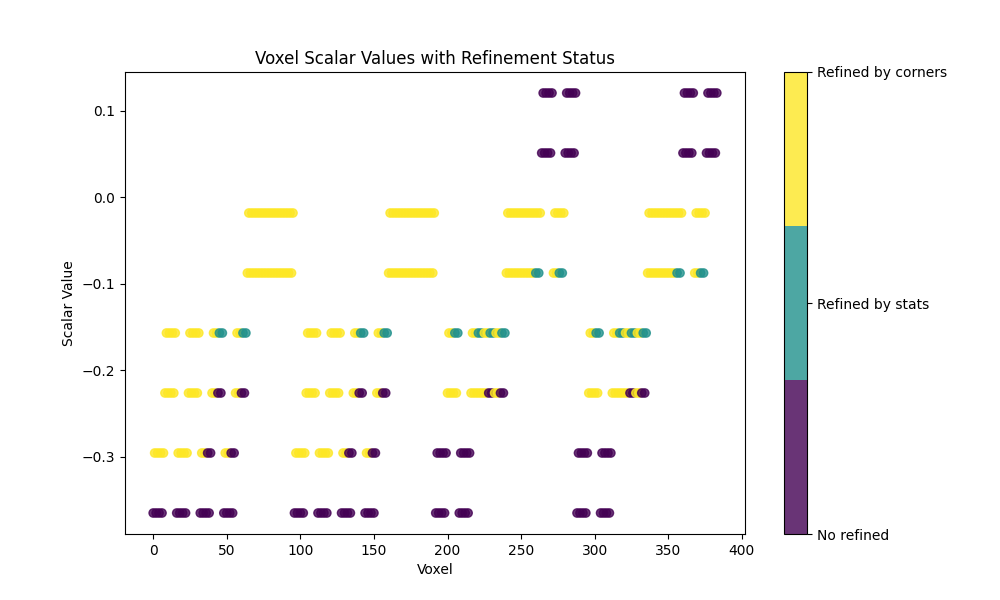 Voxel Scalar Values with Refinement Status
Scalar Value
0.1
0.0
−0.1
−0.2
−0.3
0
50
100
150
200
250
300
350
400
Voxel
Refined by corners
Refined by stats
No refined